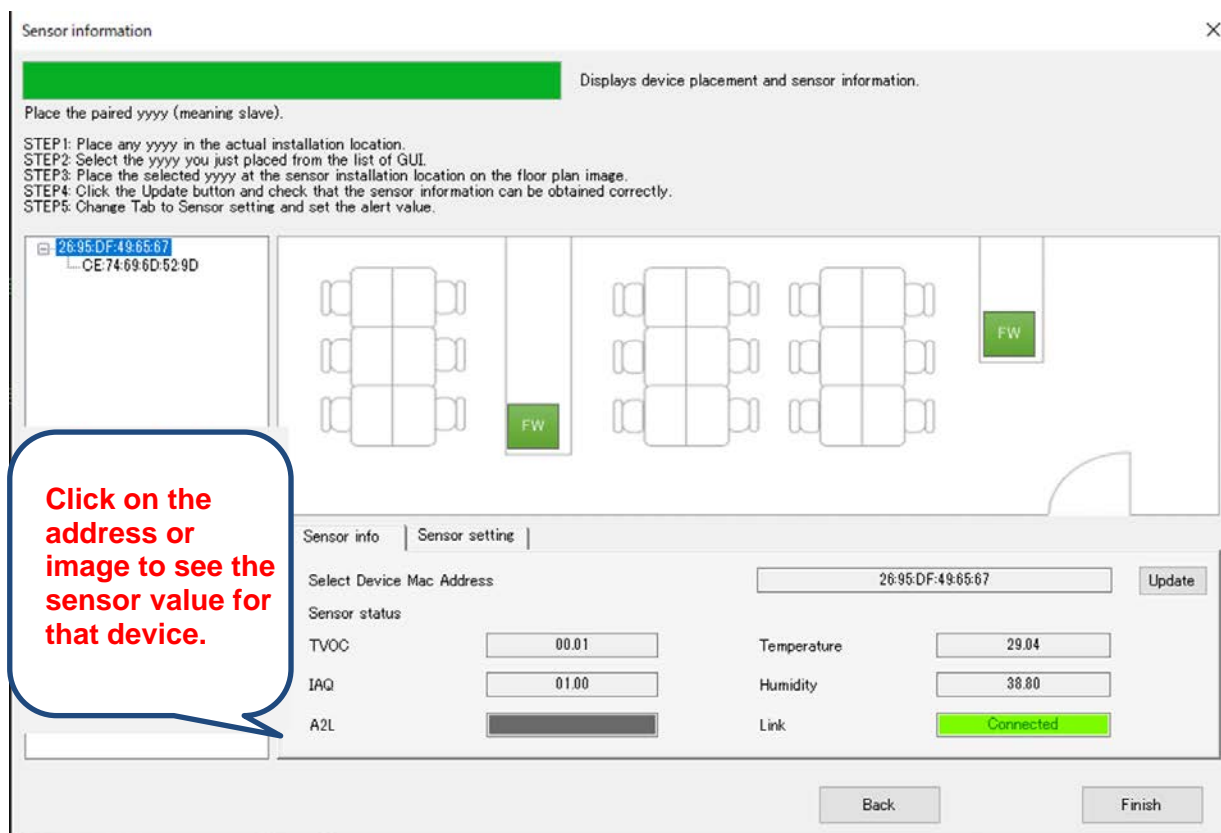 Sensor information
Displays device placement and sensor information.
Place the paired yyyy (meaning slave).
STEP1: Place any yyyy in the actual installation location.
STEP2: Select the yyyy you just placed from the list of GUI.
STEP3: Place the selected yyyy at the sensor installation location on the floor plan image.
STEP4: Click the Update button and check that the sensor information can be obtained correctly.
STEP5: Change Tab to Sensor setting and set the alert value.
26:95:DF:49:65:67
CE:74:69:6D:52:9D
FW
FW
Click on the
address or
image to see the
sensor value for
that device.
Sensor info
Sensor setting
Select Device Mac Address
26:95:DF:49:65:67
Update
Sensor status
TVOC
00.01
Temperature
29.04
IAQ
01.00
Humidity
38.80
A2L
Link
Connected
Back
Finish